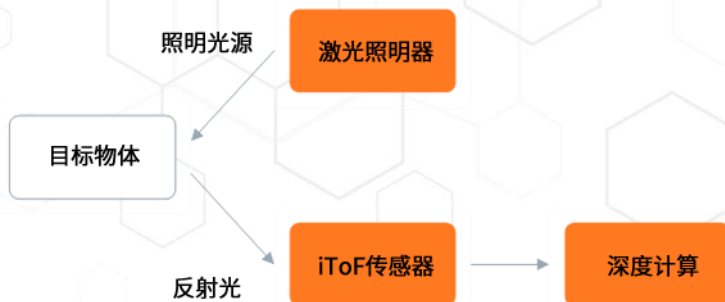 照明光源
激光照明器
目标物体
iToF传感器
深度计算
反射光